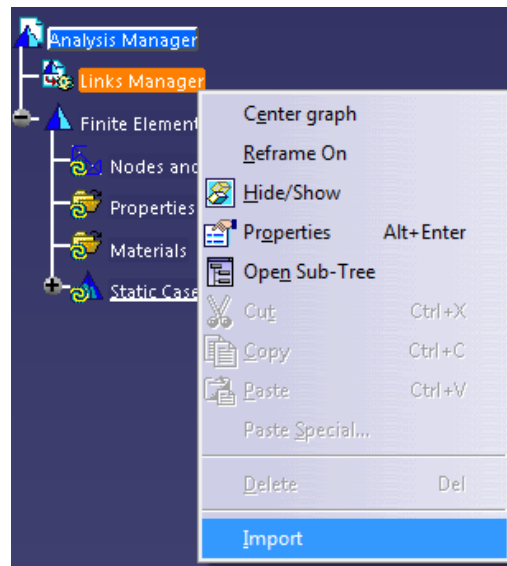 Analysis Manager
Links Manager
Finite Element
Nodes and
Properties
Materials
Static Case
Center graph
Reframe On
Hide/Show
Properties Alt+Enter
Open Sub-Tree
Cut Ctrl+X
Copy Ctrl+C
Paste Ctrl+V
Paste Special...
Delete Del
Import